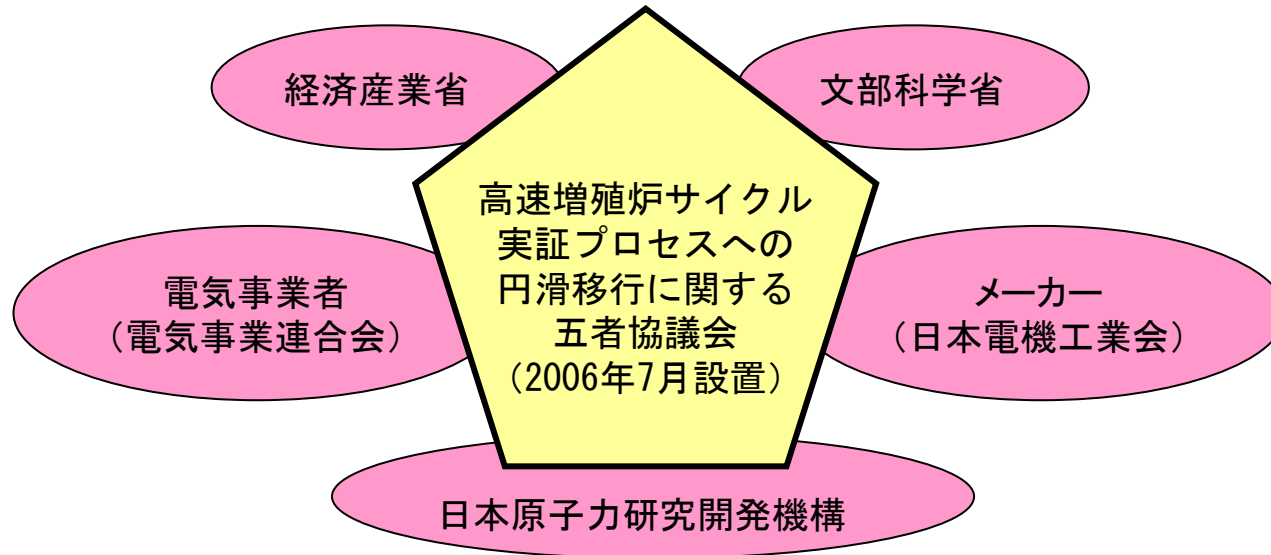 経済産業省
文部科学省
高速増殖炉サイクル
実証プロセスへの
円滑移行に関する
五者協議会
（2006年7月設置）
電気事業者
（電気事業連合会）
メーカー
（日本電機工業会）
日本原子力研究開発機構